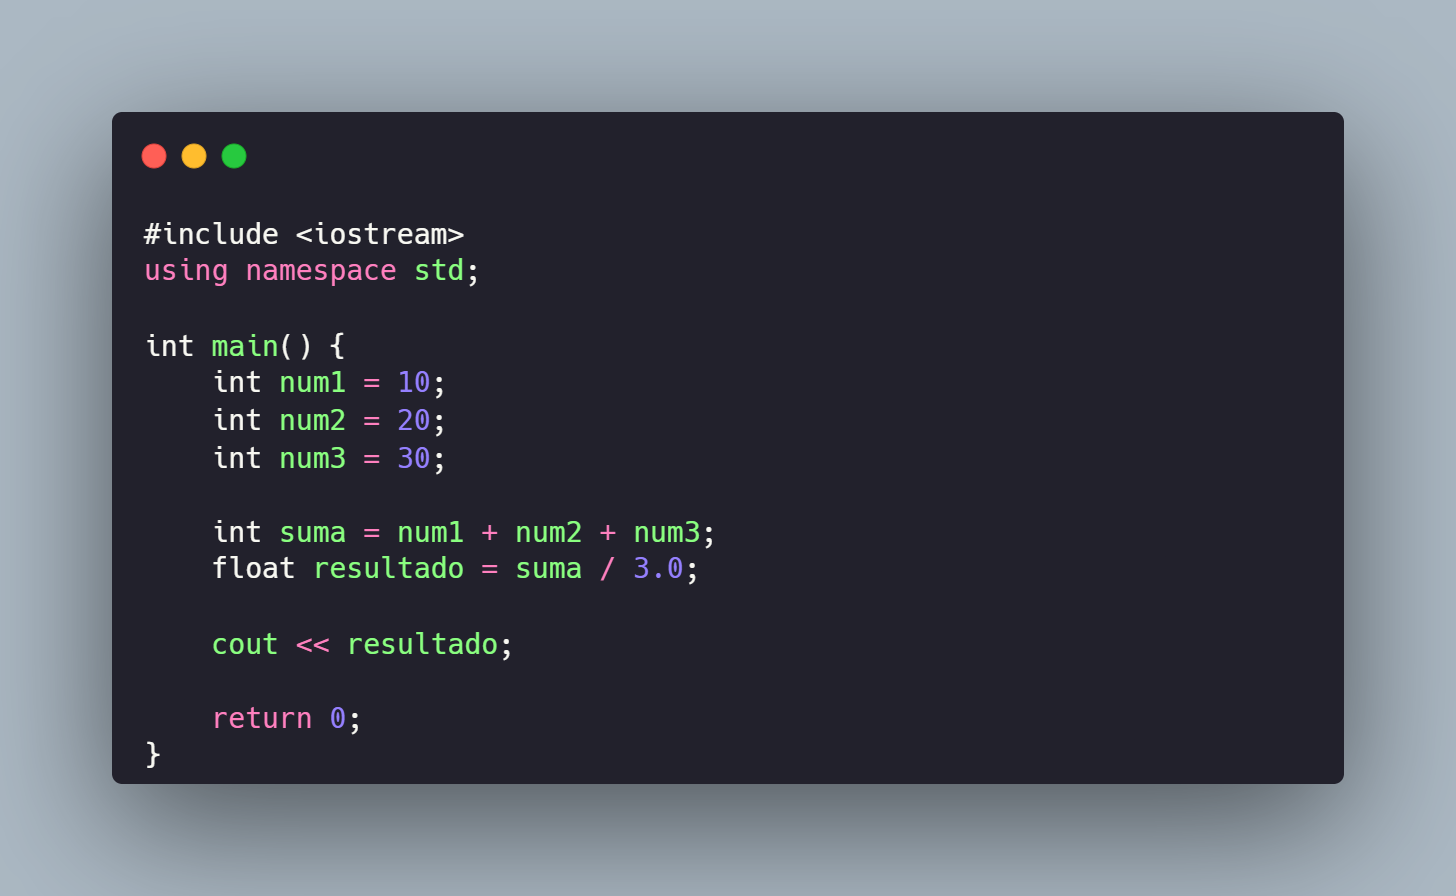 #include <iostream>
using namespace std;
int main() {
    int num1 = 10;
    int num2 = 20;
    int num3 = 30;
    int suma = num1 + num2 + num3;
    float resultado = suma / 3.0;
    cout << resultado;
    return 0;
}